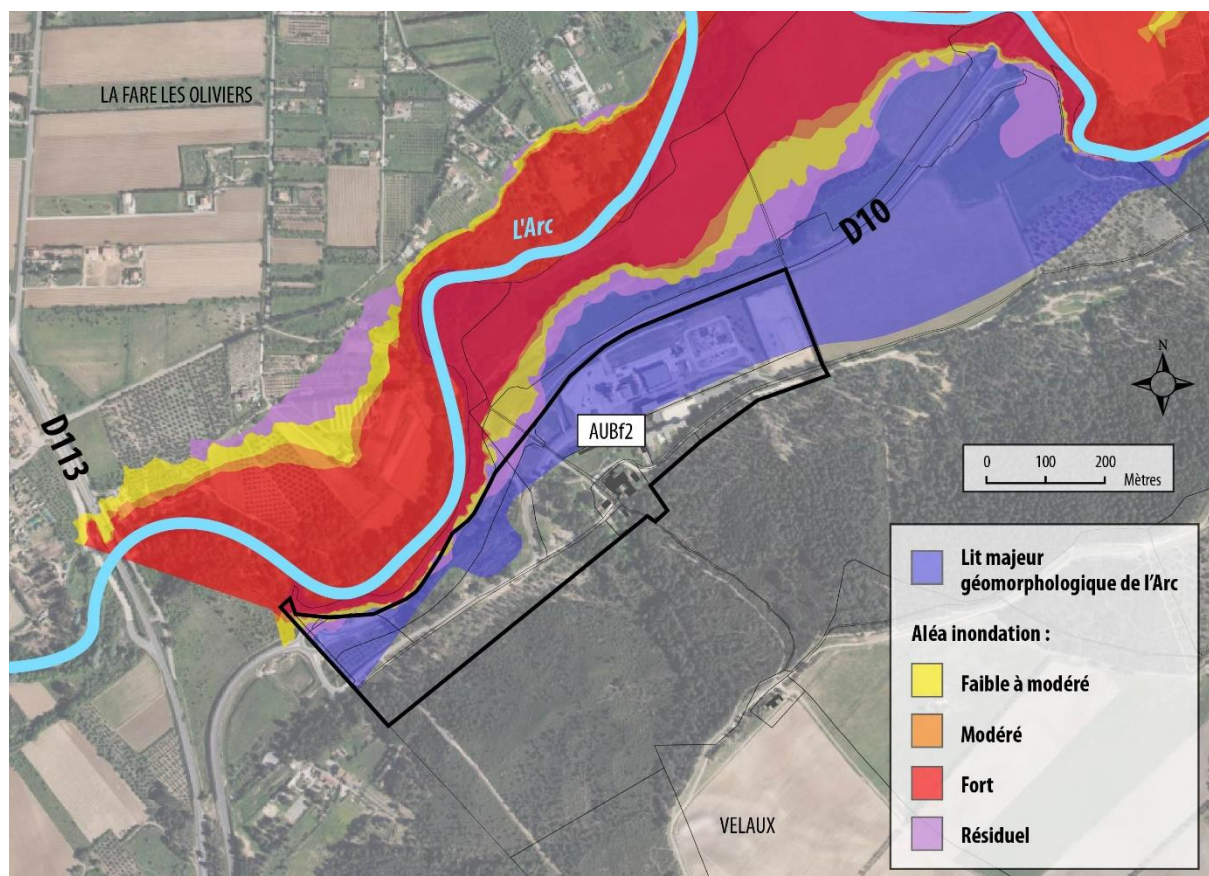 LA FARE LES OLIVIERS
L'Arc
D10
D113
AUBf2
N
0 100 200
Mètres
Lit majeur
géomorphologique de l'Arc
Aléa inondation :
Faible à modéré
Modéré
Fort
Résiduel
VELAUX